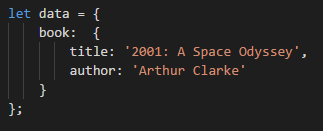 let data = {
    book:  {
        title: '2001: A Space Odyssey',
        author: 'Arthur Clarke'
    }
};